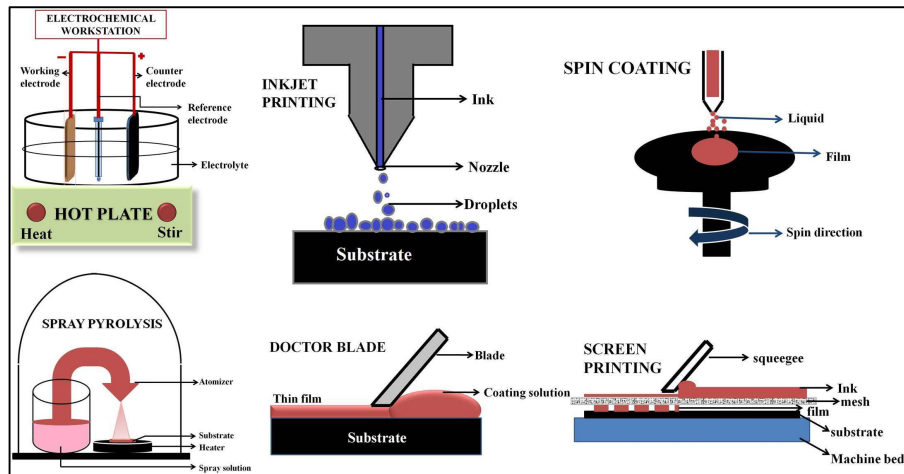 ELECTROCHEMICAL
WORKSTATION
−
+
Working
electrode
Counter
electrode
Reference
electrode
Electrolyte
HOT PLATE
Heat
Stir
INKJET
PRINTING
Ink
Nozzle
Droplets
Substrate
SPIN COATING
Liquid
Film
Spin direction
SPRAY PYROLYSIS
Atomizer
Substrate
Heater
Spray solution
DOCTOR BLADE
Blade
Coating solution
Thin film
Substrate
SCREEN
PRINTING
squeegee
Ink
mesh
film
substrate
Machine bed